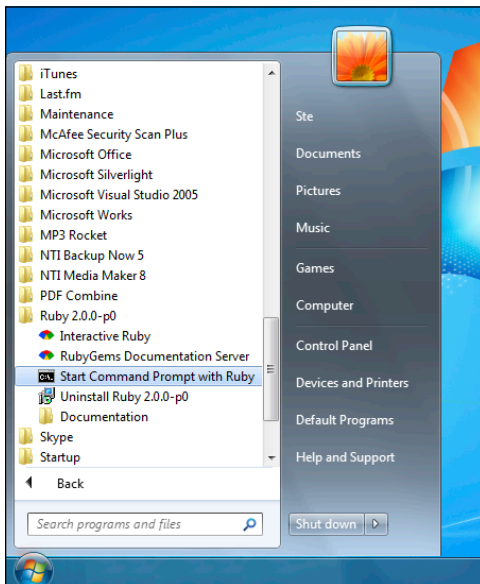 iTunes
Last.fm
Maintenance
McAfee Security Scan Plus
Microsoft Office
Microsoft Silverlight
Microsoft Visual Studio 2005
Microsoft Works
MP3 Rocket
NTI Backup Now 5
NTI Media Maker 8
PDF Combine
Ruby 2.0.0-p0
Interactive Ruby
RubyGems Documentation Server
C:\.
Start Command Prompt with Ruby
Uninstall Ruby 2.0.0-p0
Documentation
Skype
Startup
Back
Search programs and files
Ste
Documents
Pictures
Music
Games
Computer
Control Panel
Devices and Printers
Default Programs
Help and Support
Shut down